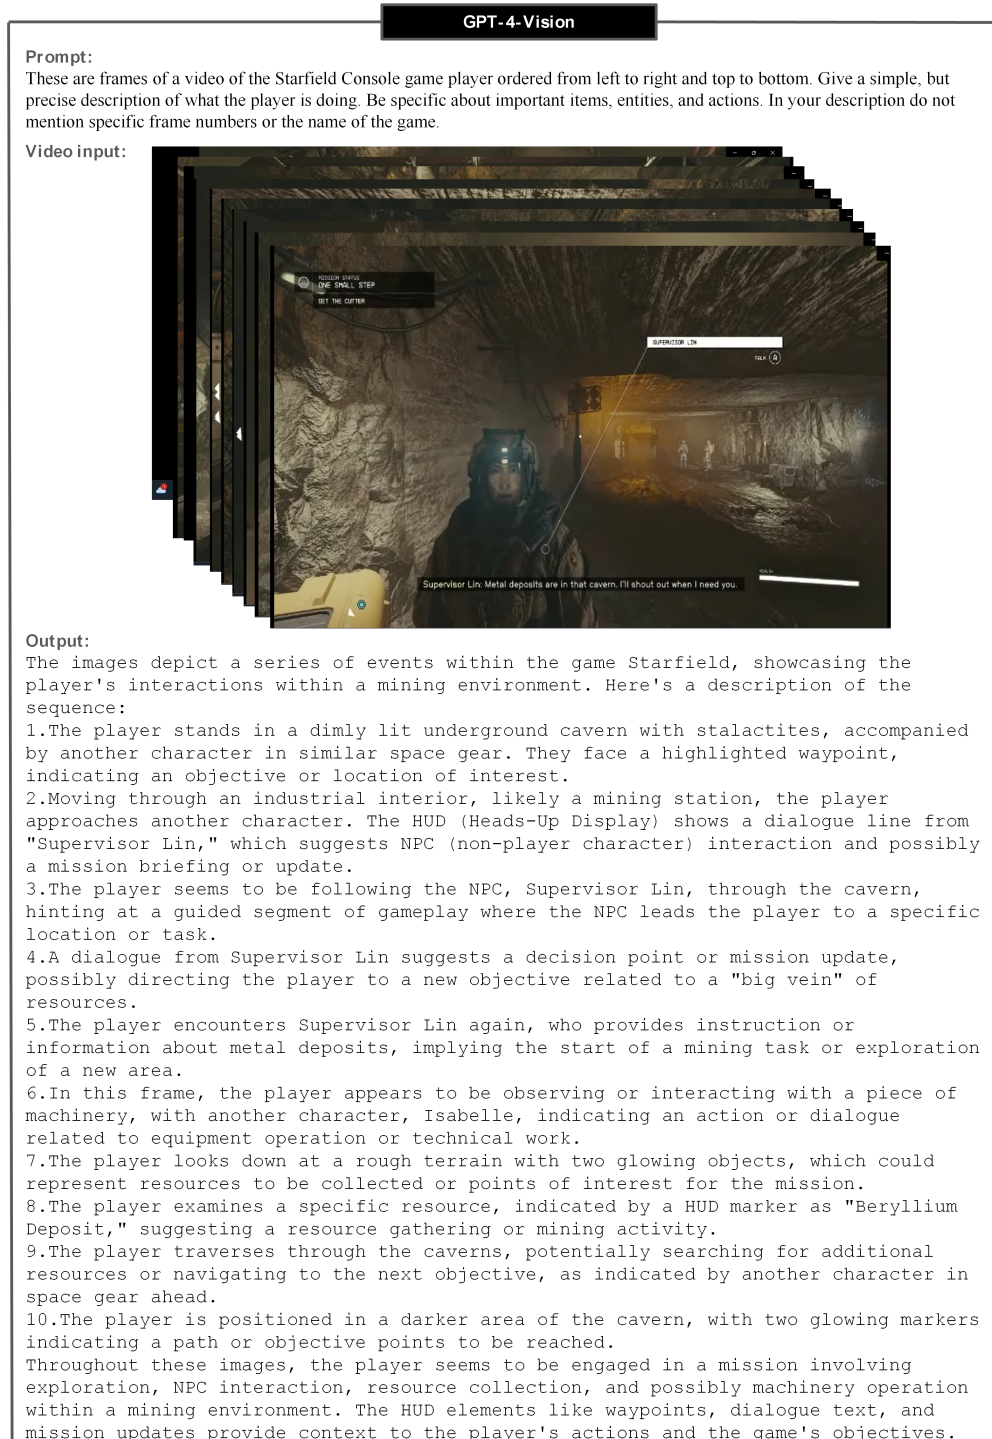 GPT-4-Vision
Prompt:
These are frames of a video of the Starfield Console game player ordered from left to right and top to bottom. Give a simple, but
precise description of what the player is doing. Be specific about important items, entities, and actions. In your description do not
mention specific frame numbers or the name of the game.
Video input:
MISSION STATUS
ONE SMALL STEP
GET THE CUTTER
SUPERVISOR LIN
TALK A
Supervisor Lin: Metal deposits are in that cavern. I'll shout out when I need you.
HEALTH
Output:
The images depict a series of events within the game Starfield, showcasing the
player's interactions within a mining environment. Here's a description of the
sequence:
1.The player stands in a dimly lit underground cavern with stalactites, accompanied
by another character in similar space gear. They face a highlighted waypoint,
indicating an objective or location of interest.
2.Moving through an industrial interior, likely a mining station, the player
approaches another character. The HUD (Heads-Up Display) shows a dialogue line from
"Supervisor Lin," which suggests NPC (non-player character) interaction and possibly
a mission briefing or update.
3.The player seems to be following the NPC, Supervisor Lin, through the cavern,
hinting at a guided segment of gameplay where the NPC leads the player to a specific
location or task.
4.A dialogue from Supervisor Lin suggests a decision point or mission update,
possibly directing the player to a new objective related to a "big vein" of
resources.
5.The player encounters Supervisor Lin again, who provides instruction or
information about metal deposits, implying the start of a mining task or exploration
of a new area.
6.In this frame, the player appears to be observing or interacting with a piece of
machinery, with another character, Isabelle, indicating an action or dialogue
related to equipment operation or technical work.
7.The player looks down at a rough terrain with two glowing objects, which could
represent resources to be collected or points of interest for the mission.
8.The player examines a specific resource, indicated by a HUD marker as "Beryllium
Deposit," suggesting a resource gathering or mining activity.
9.The player traverses through the caverns, potentially searching for additional
resources or navigating to the next objective, as indicated by another character in
space gear ahead.
10.The player is positioned in a darker area of the cavern, with two glowing markers
indicating a path or objective points to be reached.
Throughout these images, the player seems to be engaged in a mission involving
exploration, NPC interaction, resource collection, and possibly machinery operation
within a mining environment. The HUD elements like waypoints, dialogue text, and
mission updates provide context to the player's actions and the game's objectives.